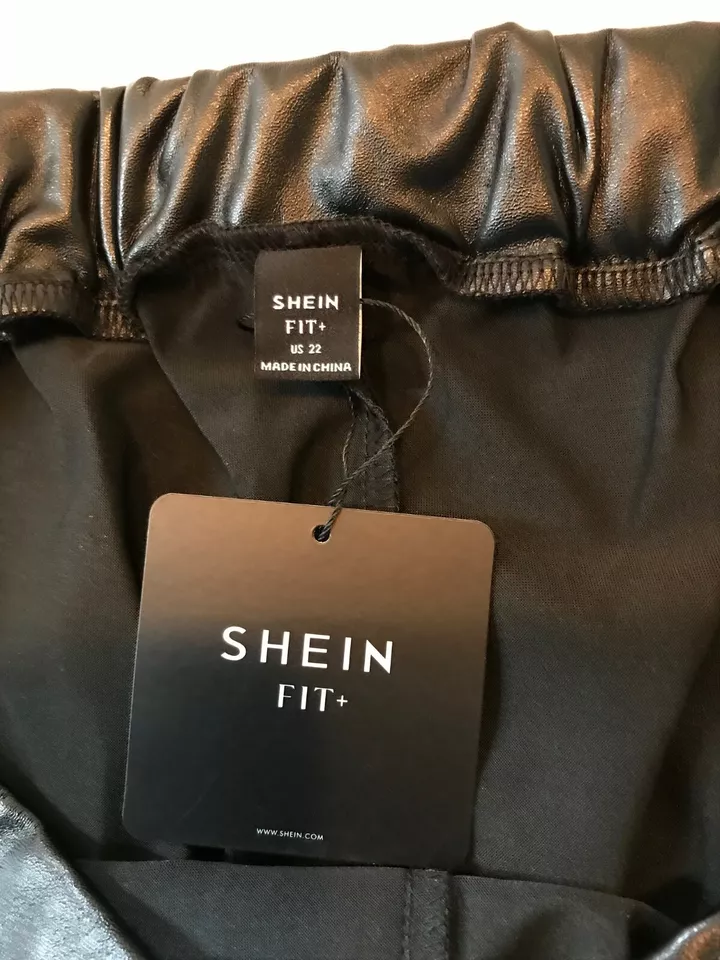 SHEIN
FIT+
US 22
MADE IN CHINA
SHEIN
FIT+
WWW.SHEIN.COM